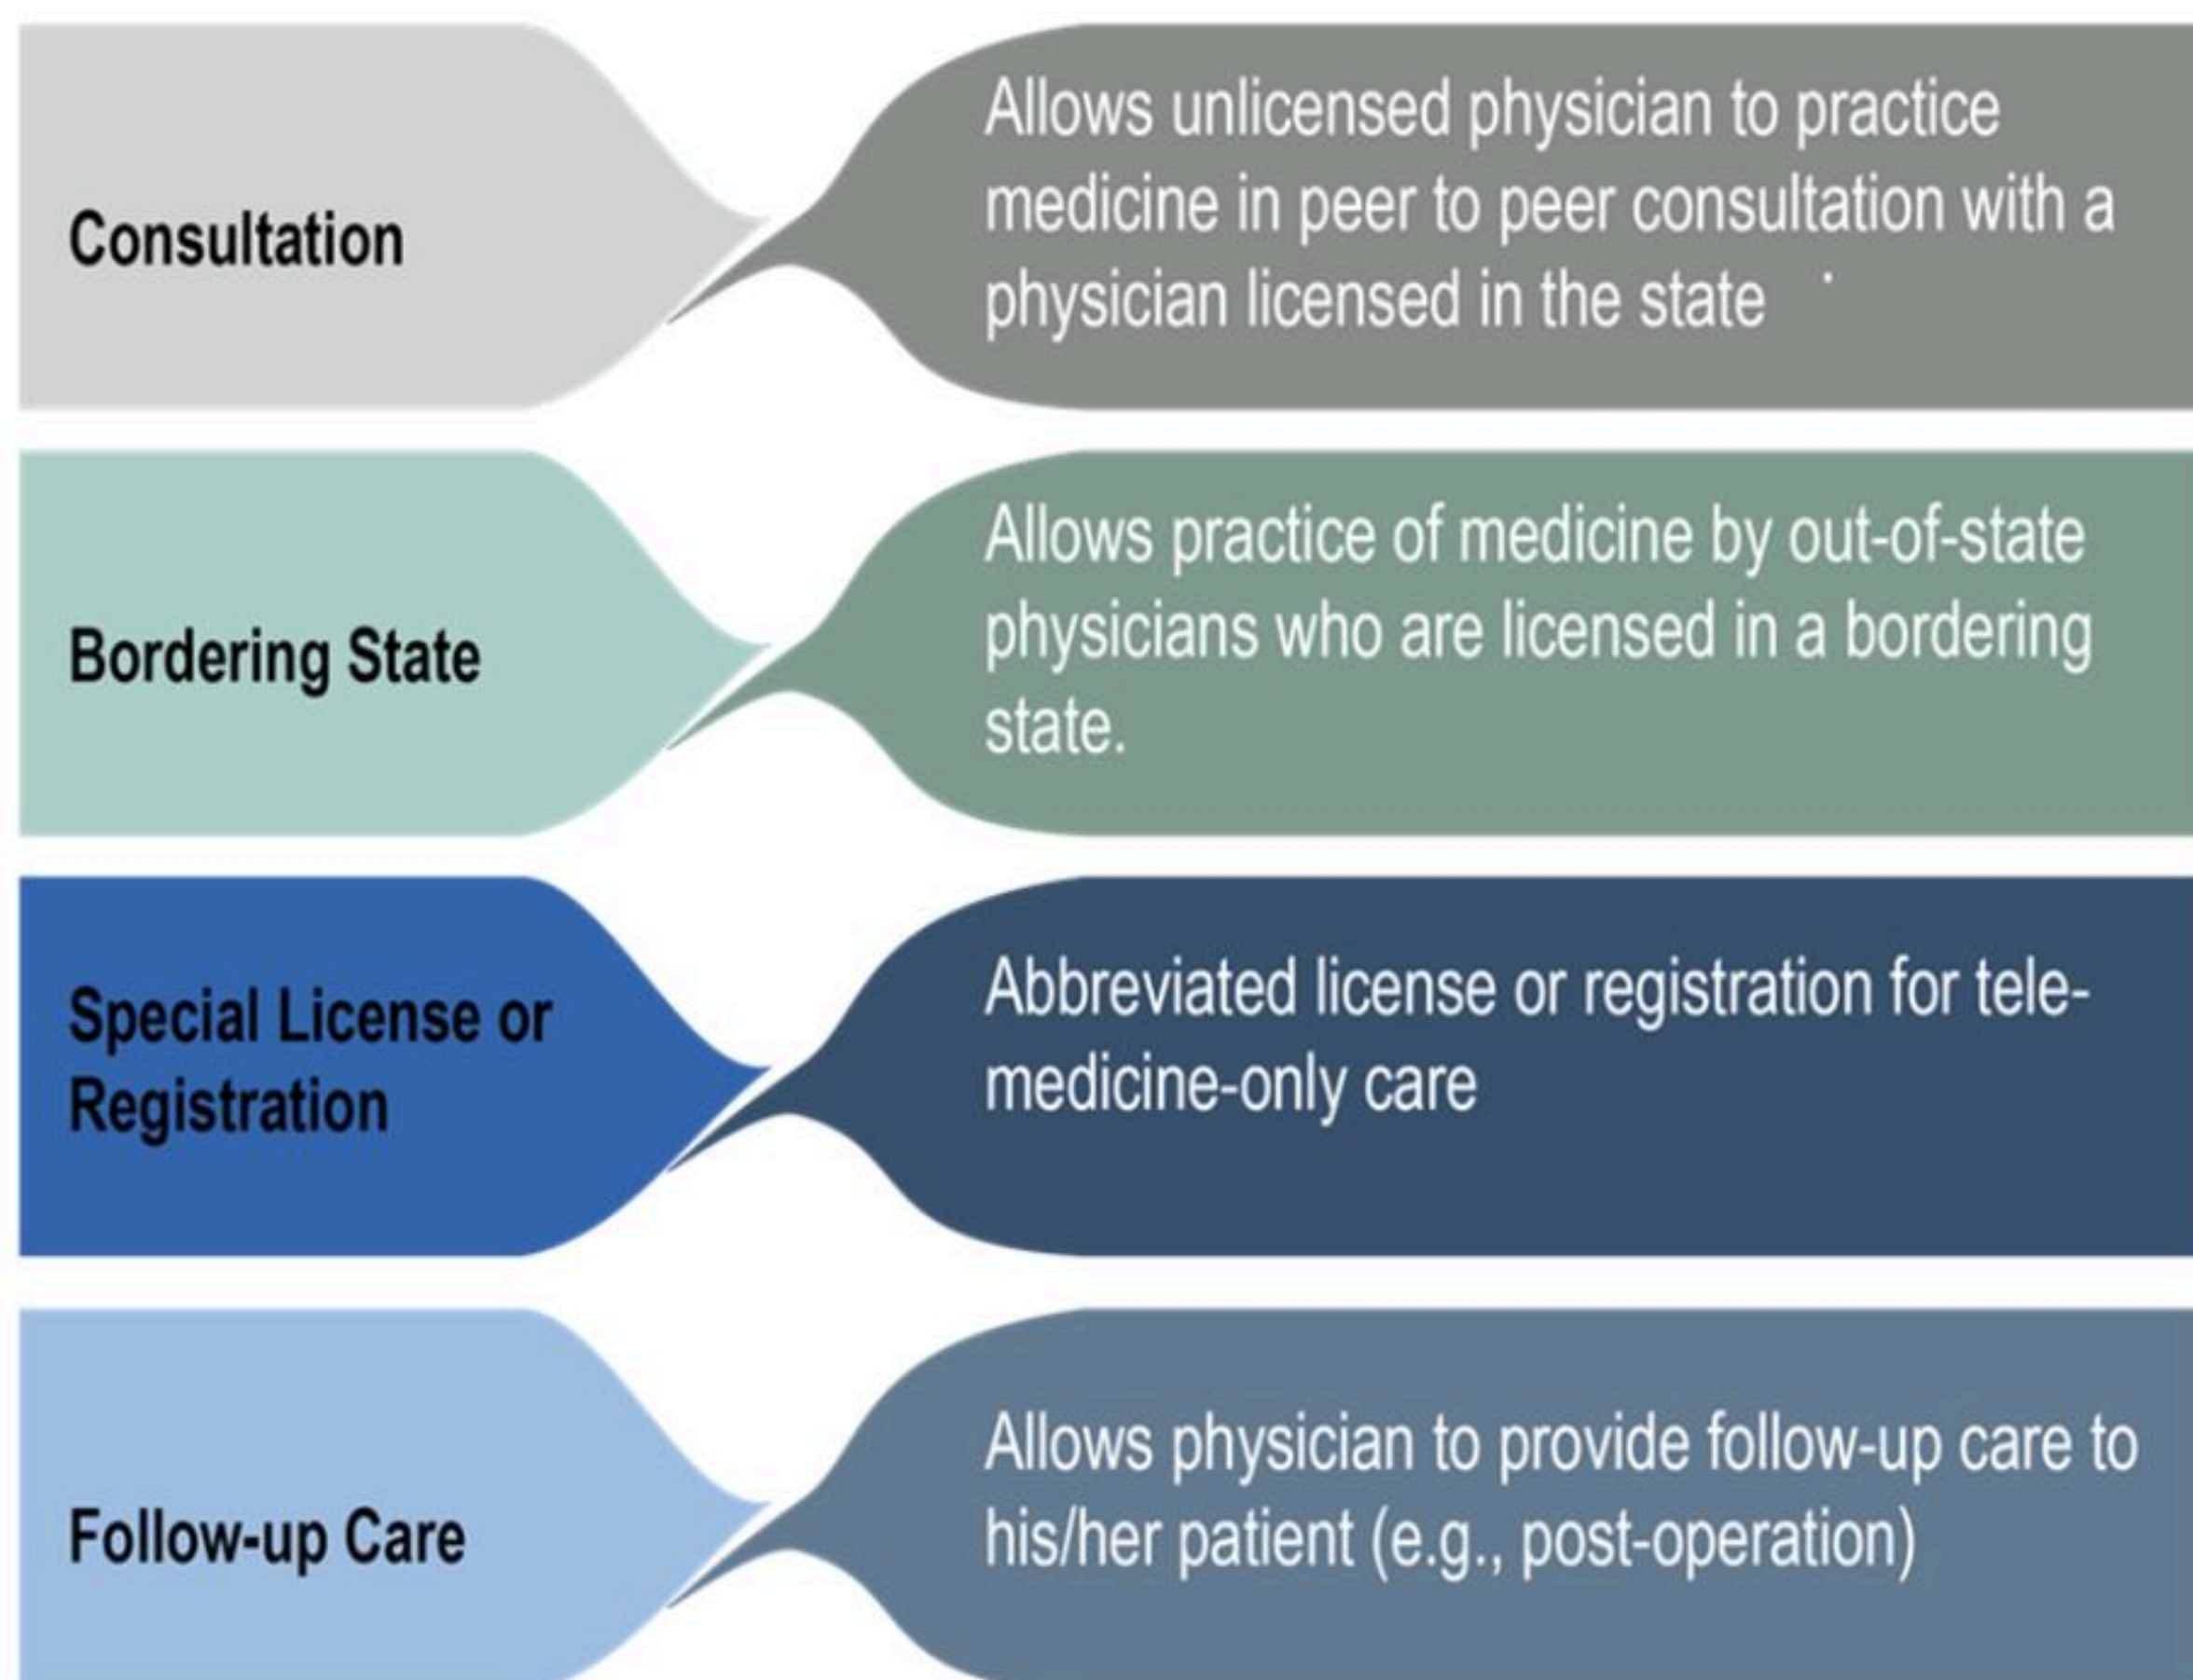 Consultation
Allows unlicensed physician to practice
medicine in peer to peer consultation with a
physician licensed in the state
Bordering State
Allows practice of medicine by out-of-state
physicians who are licensed in a bordering
state.
Special License or
Registration
Abbreviated license or registration for tele-
medicine-only care
Follow-up Care
Allows physician to provide follow-up care to
his/her patient (e.g., post-operation)